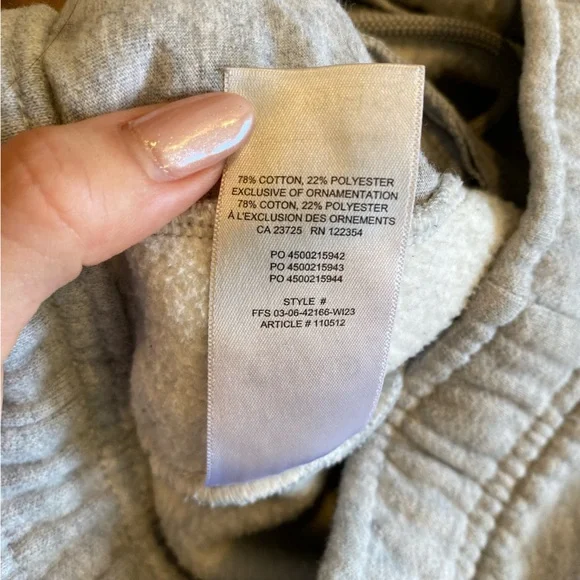 78% COTTON, 22% POLYESTER
EXCLUSIVE OF ORNAMENTATION
78% COTON, 22% POLYESTER
À L'EXCLUSION DES ORNEMENTS
CA 23725 RN 122354
PO 4500215942
PO 4500215943
PO 4500215944
STYLE #
FFS 03-06-42166-WI23
ARTICLE # 110512